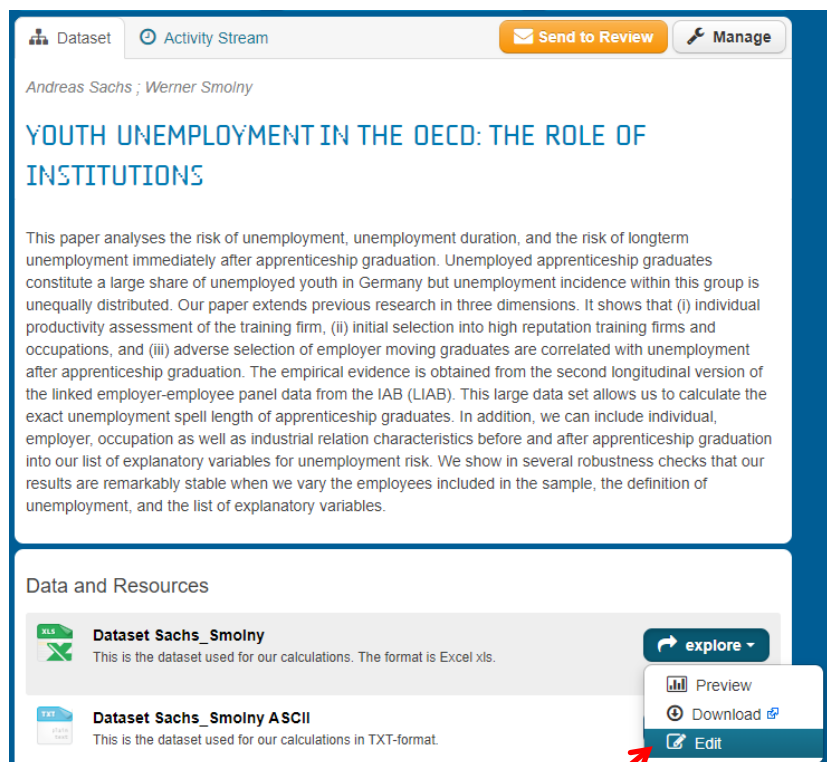 Dataset Activity Stream Send to Review Manage
Andreas Sachs ; Werner Smolny
YOUTH UNEMPLOYMENT IN THE OECD: THE ROLE OF
INSTITUTIONS
This paper analyses the risk of unemployment, unemployment duration, and the risk of longterm
unemployment immediately after apprenticeship graduation. Unemployed apprenticeship graduates
constitute a large share of unemployed youth in Germany but unemployment incidence within this group is
unequally distributed. Our paper extends previous research in three dimensions. It shows that (i) individual
productivity assessment of the training firm, (ii) initial selection into high reputation training firms and
occupations, and (iii) adverse selection of employer moving graduates are correlated with unemployment
after apprenticeship graduation. The empirical evidence is obtained from the second longitudinal version of
the linked employer-employee panel data from the IAB (LIAB). This large data set allows us to calculate the
exact unemployment spell length of apprenticeship graduates. In addition, we can include individual,
employer, occupation as well as industrial relation characteristics before and after apprenticeship graduation
into our list of explanatory variables for unemployment risk. We show in several robustness checks that our
results are remarkably stable when we vary the employees included in the sample, the definition of
unemployment, and the list of explanatory variables.
Data and Resources
XLS
Dataset Sachs_Smolny
This is the dataset used for our calculations. The format is Excel xls.
explore
Preview
Download
Edit
TXT
Dataset Sachs_Smolny ASCII
This is the dataset used for our calculations in TXT-format.